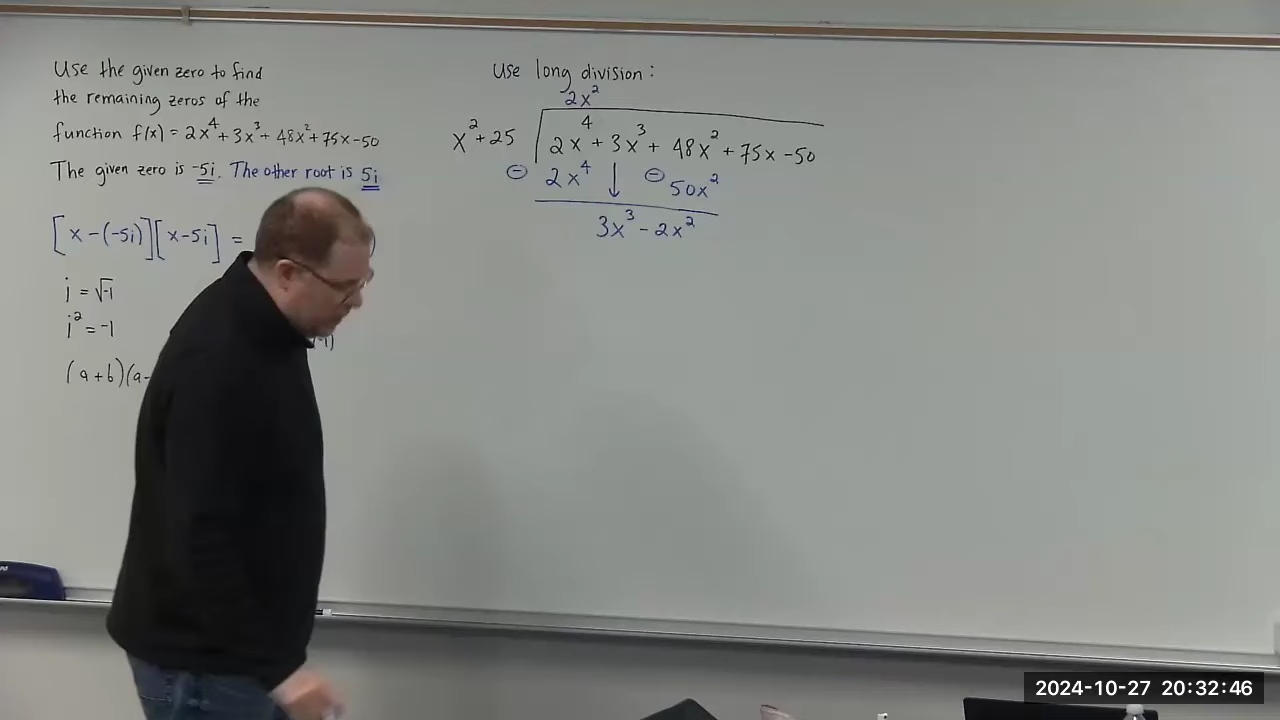 Use the given zero to find
the remaining zeros of the
function f(x) = 2x⁴ + 3x³ + 48x² + 75x - 50
The given zero is -5i. The other root is 5i
[x - (-5i)][x - 5i] =
i = √-1
i² = -1
(a + b)(a -
Use long division:
2x²
x² + 25 2x⁴ + 3x³ + 48x² + 75x - 50
⊖ 2x⁴ ↓ ⊖ 50x²
3x³ - 2x²
2024-10-27 20:32:46